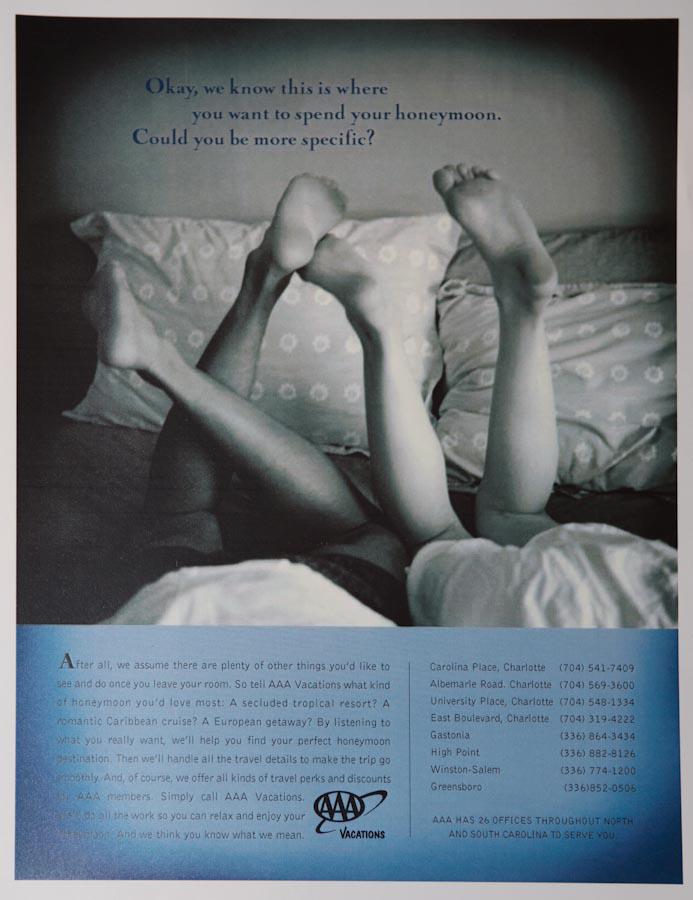 Okay, we know this is where
you want to spend your honeymoon.
Could you be more specific?
After all, we assume there are plenty of other things you'd like to
see and do once you leave your room. So tell AAA Vacations what kind
of honeymoon you'd love most: A secluded tropical resort? A
romantic Caribbean cruise? A European getaway? By listening to
what you really want, we'll help you find your perfect honeymoon
destination. Then we'll handle all the travel details to make the trip go
smoothly. And, of course, we offer all kinds of travel perks and discounts
for AAA members. Simply call AAA Vacations.
We'll do all the work so you can relax and enjoy your
honeymoon. And we think you know what we mean.
AAA
VACATIONS
Carolina Place, Charlotte (704) 541-7409
Albemarle Road. Charlotte (704) 569-3600
University Place, Charlotte (704) 548-1334
East Boulevard, Charlotte (704) 319-4222
Gastonia (336) 864-3434
High Point (336) 882-8126
Winston-Salem (336) 774-1200
Greensboro (336)852-0506
AAA HAS 26 OFFICES THROUGHOUT NORTH
AND SOUTH CAROLINA TO SERVE YOU.